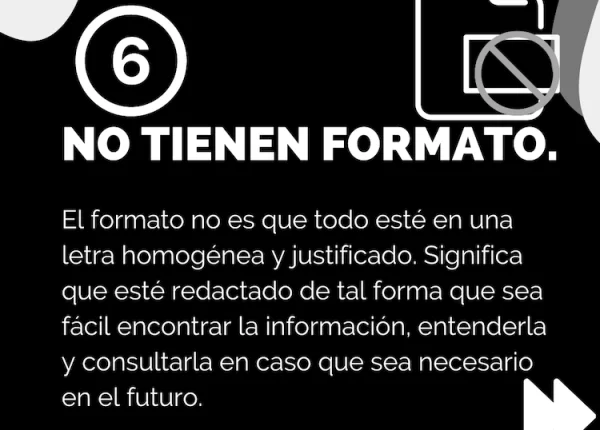 6
NO TIENEN FORMATO.
El formato no es que todo esté en una
letra homogénea y justificado. Significa
que esté redactado de tal forma que sea
fácil encontrar la información, entenderla
y consultarla en caso que sea necesario
en el futuro.